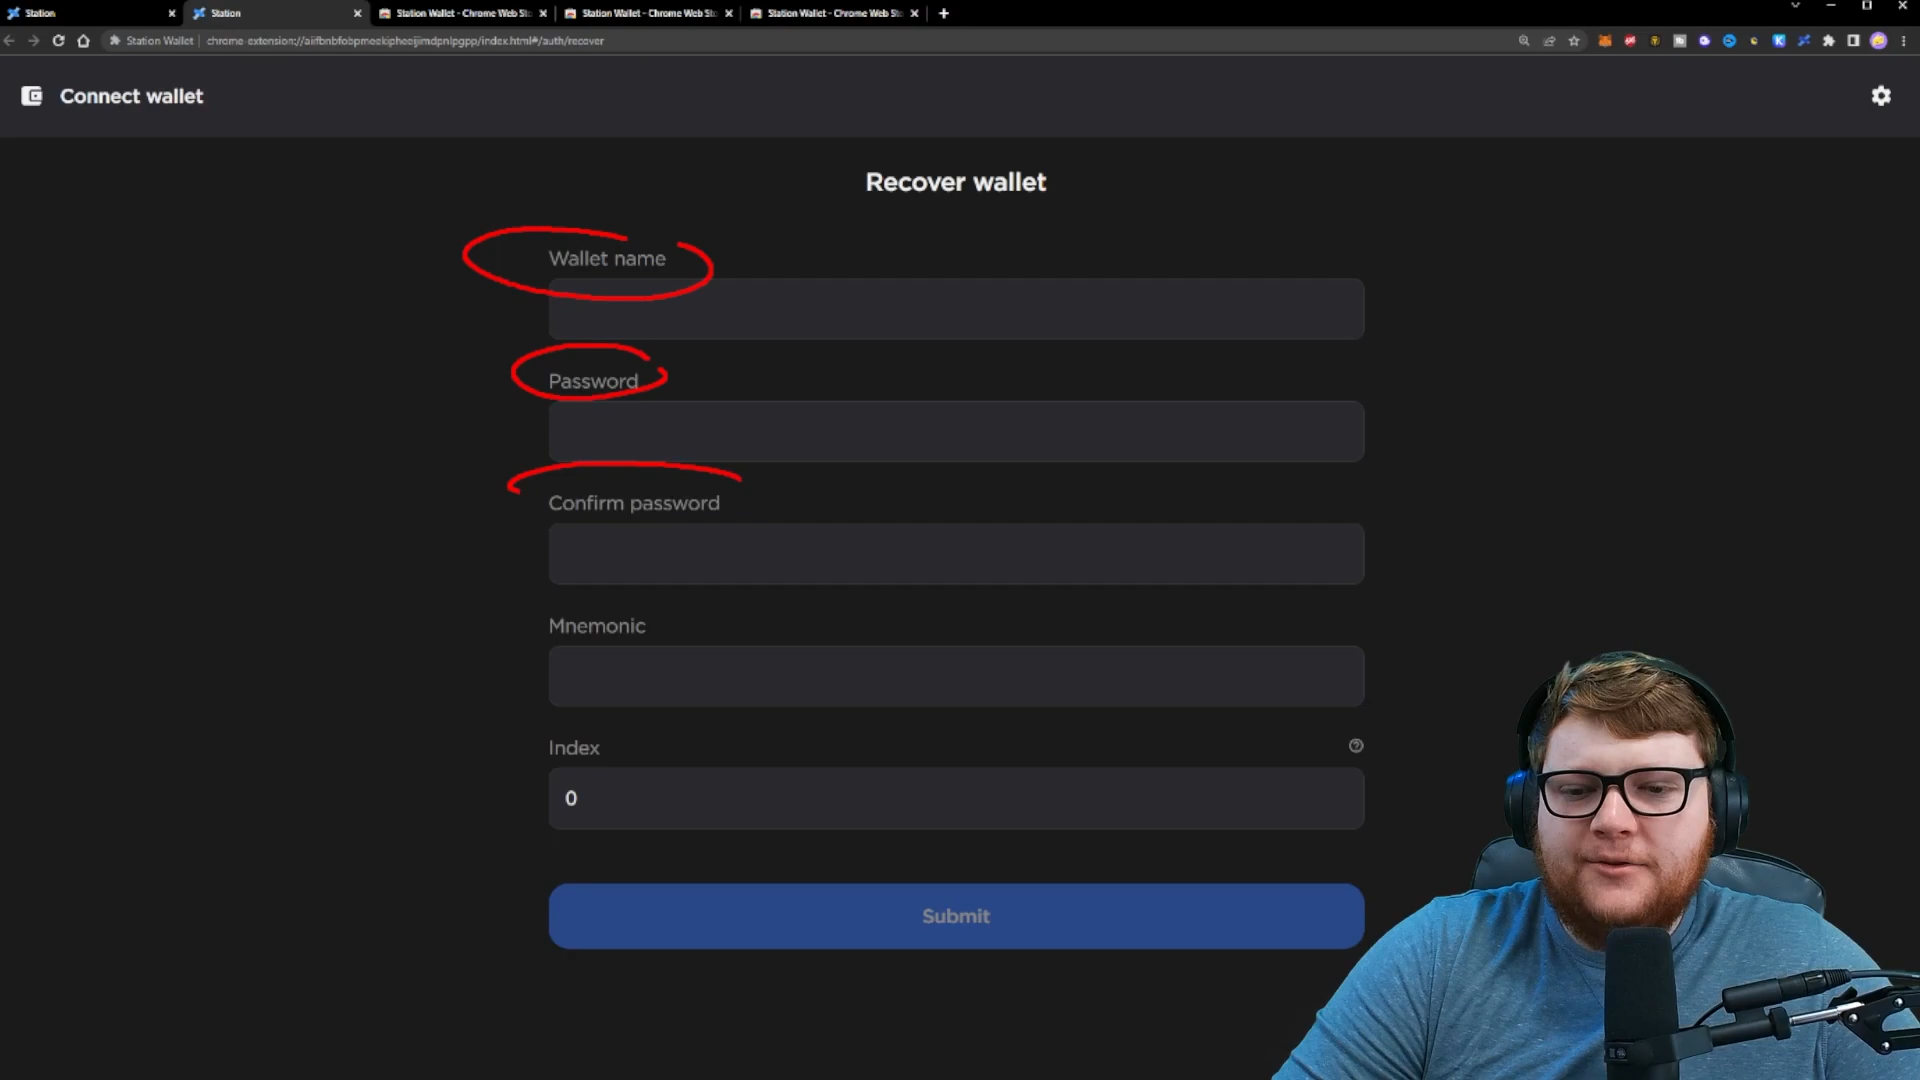 Station
Station
Station Wallet - Chrome Web St
Station Wallet - Chrome Web St
Station Wallet - Chrome Web St
Station Wallet
Connect wallet
Recover wallet
Wallet name
Password
Confirm password
Mnemonic
Index
0
Submit